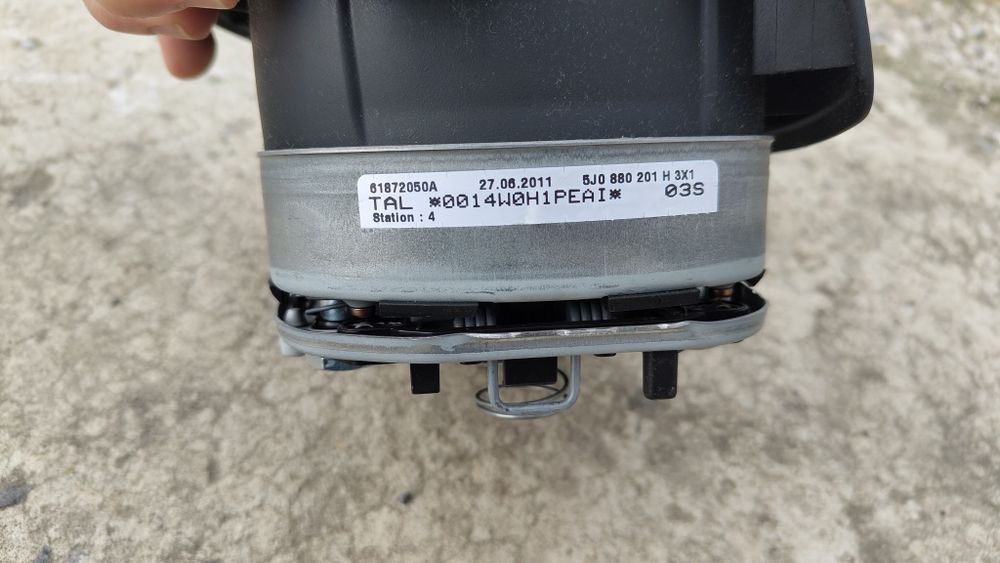 61872050A 27.06.2011 5J0 880 201 H 3X1
TAL *0014W0H1PEAI* 03S
Station : 4